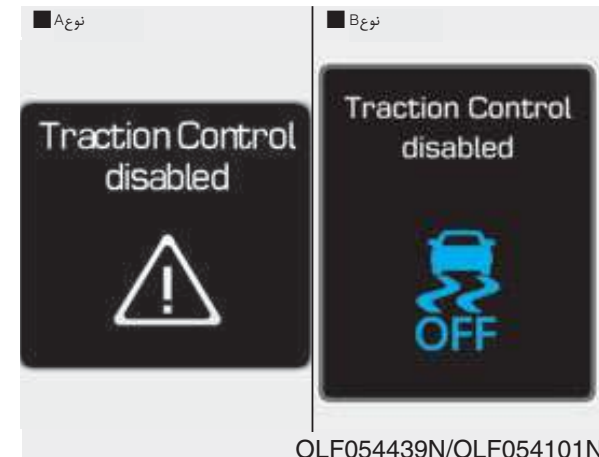 ■ نوعA
Traction Control
disabled
!
■ نوعB
Traction Control
disabled
OFF
OLF054439N/OLF054101N